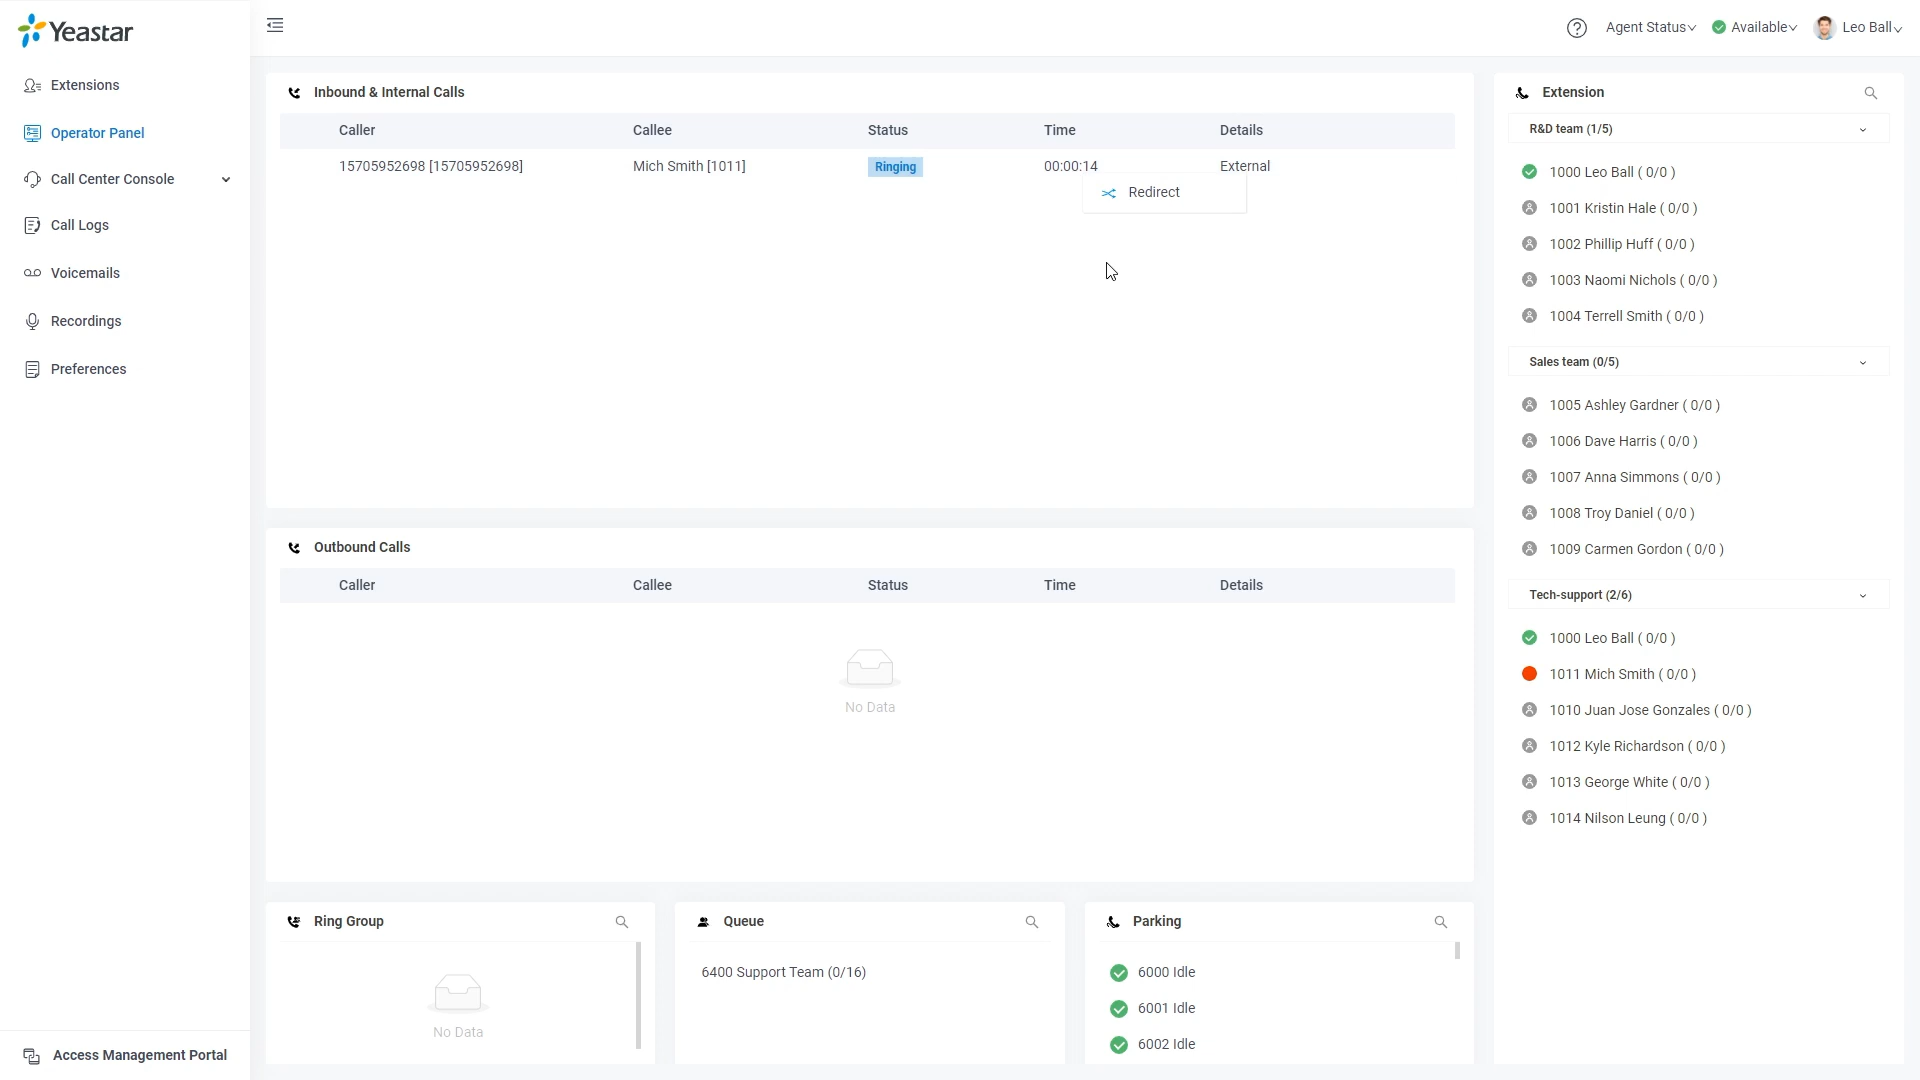 Yeastar
Extensions
Operator Panel
Call Center Console
Call Logs
Voicemails
Recordings
Preferences
Access Management Portal
Agent Status
Available
Leo Ball
Inbound & Internal Calls
Caller Callee Status Time Details
15705952698 [15705952698] Mich Smith [1011] Ringing 00:00:14 External
Redirect
Outbound Calls
Caller Callee Status Time Details
No Data
Ring Group
No Data
Queue
6400 Support Team (0/16)
Parking
6000 Idle
6001 Idle
6002 Idle
Extension
R&D team (1/5)
1000 Leo Ball ( 0/0 )
1001 Kristin Hale ( 0/0 )
1002 Phillip Huff ( 0/0 )
1003 Naomi Nichols ( 0/0 )
1004 Terrell Smith ( 0/0 )
Sales team (0/5)
1005 Ashley Gardner ( 0/0 )
1006 Dave Harris ( 0/0 )
1007 Anna Simmons ( 0/0 )
1008 Troy Daniel ( 0/0 )
1009 Carmen Gordon ( 0/0 )
Tech-support (2/6)
1000 Leo Ball ( 0/0 )
1011 Mich Smith ( 0/0 )
1010 Juan Jose Gonzales ( 0/0 )
1012 Kyle Richardson ( 0/0 )
1013 George White ( 0/0 )
1014 Nilson Leung ( 0/0 )